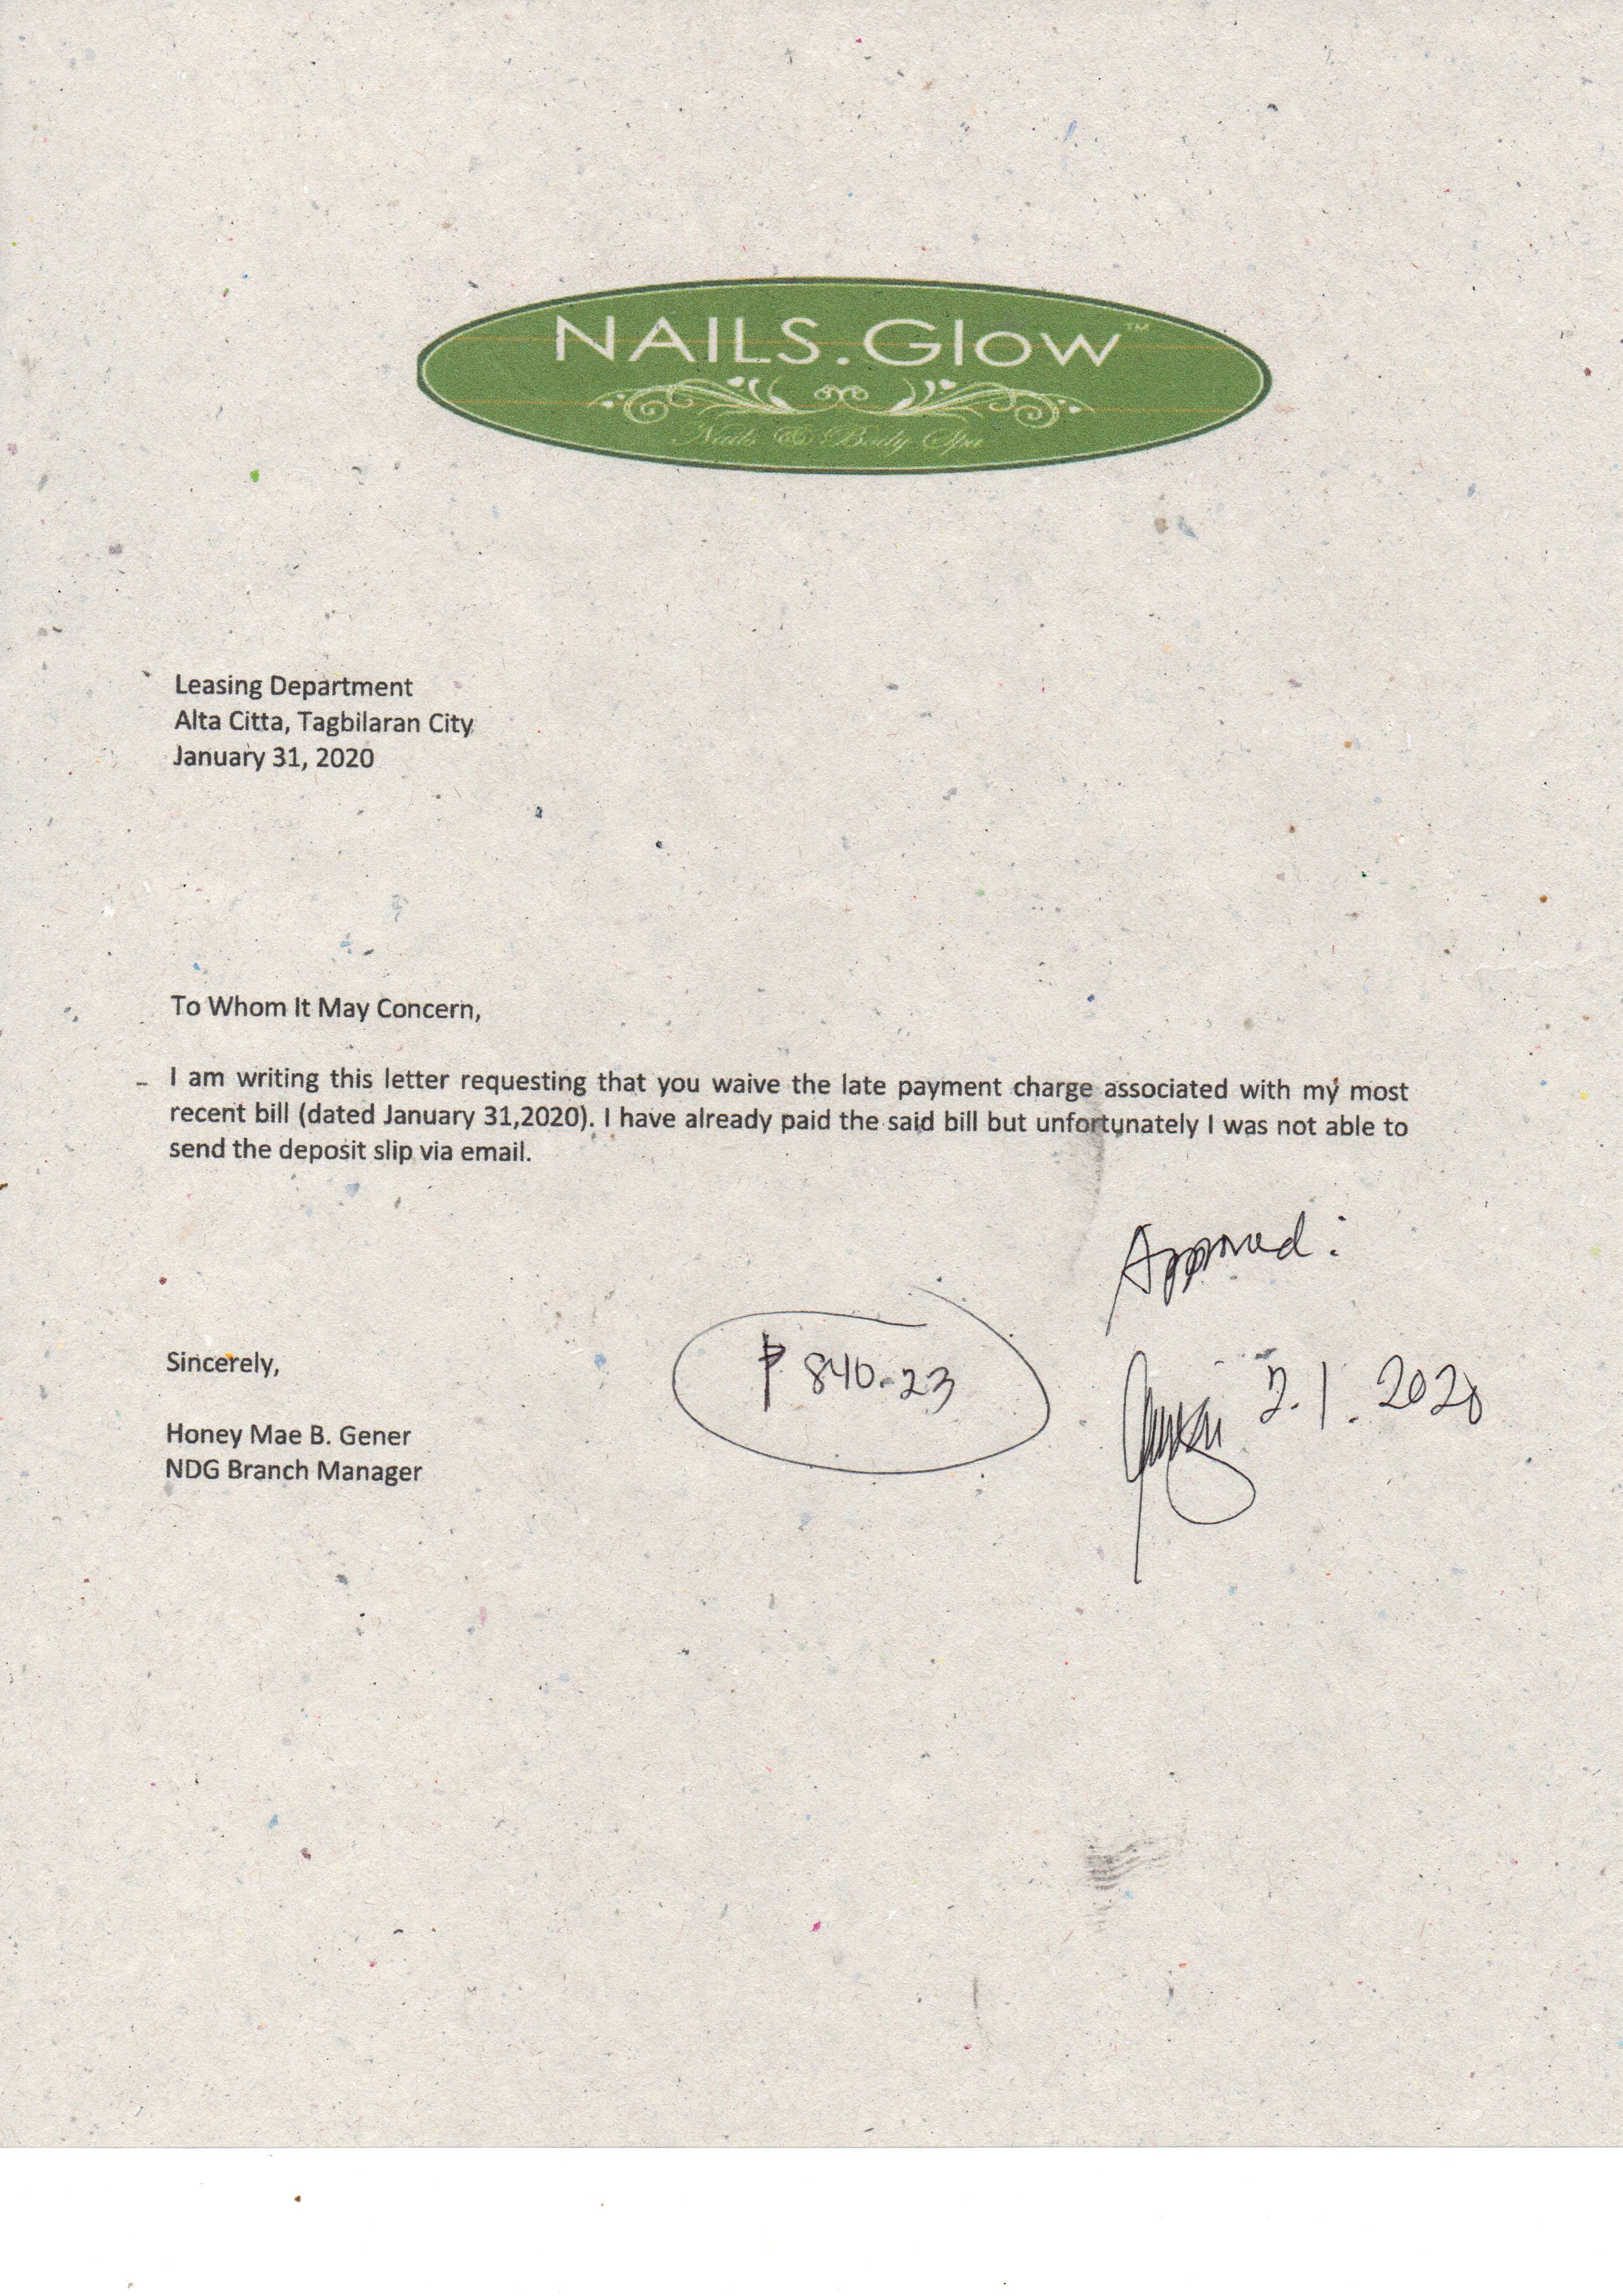 NAILS.Glow™
Nails & Body Spa
Leasing Department
Alta Citta, Tagbilaran City
January 31, 2020
To Whom It May Concern,
I am writing this letter requesting that you waive the late payment charge associated with my most
recent bill (dated January 31,2020). I have already paid the said bill but unfortunately I was not able to
send the deposit slip via email.
Approved:
Sincerely,
₱ 840.23
2.1.2020
Honey Mae B. Gener
NDG Branch Manager